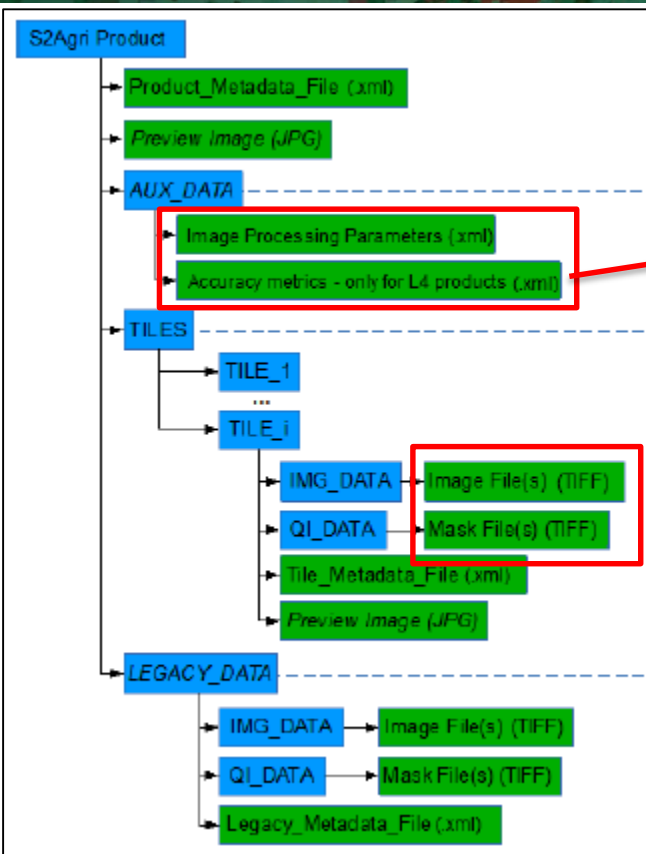 S2Agri Product
Product_Metadata_File (.xml)
Preview Image (JPG)
AUX_DATA
Image Processing Parameters (.xml)
Accuracy metrics - only for L4 products (.xml)
TILES
TILE_1
...
TILE_i
IMG_DATA Image File(s) (TIFF)
QI_DATA Mask File(s) (TIFF)
Tile_Metadata_File (.xml)
Preview Image (JPG)
LEGACY_DATA
IMG_DATA Image File(s) (TIFF)
QI_DATA Mask File(s) (TIFF)
Legacy_Metadata_File (.xml)